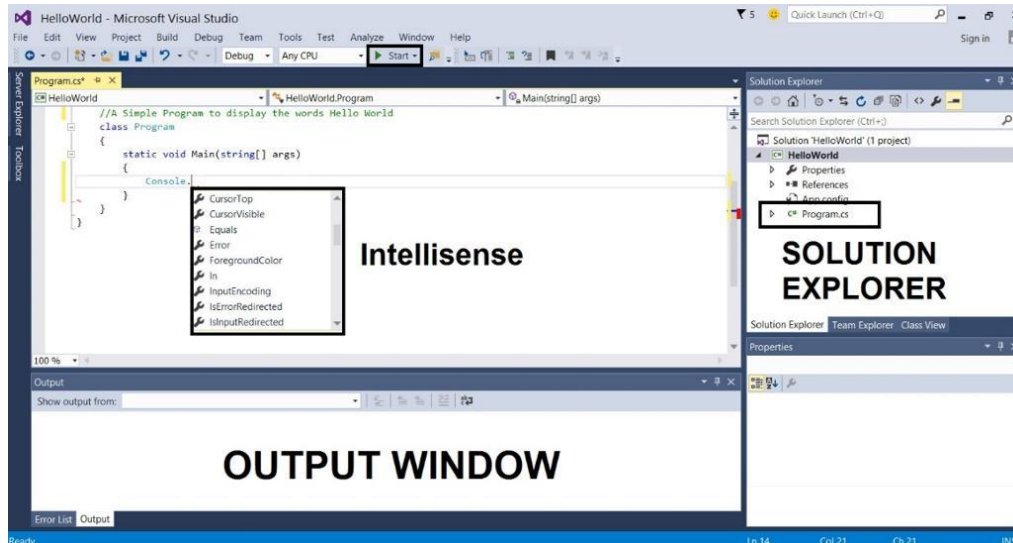 HelloWorld - Microsoft Visual Studio
5
Quick Launch (Ctrl+Q)
File Edit View Project Build Debug Team Tools Test Analyze Window Help
Sign in
Debug Any CPU Start
Server Explorer
Toolbox
Program.cs*
HelloWorld HelloWorld.Program Main(string[] args)
//A Simple Program to display the words Hello World
class Program
{
static void Main(string[] args)
{
Console.
}
}
}
CursorTop
CursorVisible
Equals
Error
ForegroundColor
In
InputEncoding
IsErrorRedirected
IsInputRedirected
Intellisense
100 %
Output
Show output from:
OUTPUT WINDOW
Error List Output
Solution Explorer
Search Solution Explorer (Ctrl+;)
Solution 'HelloWorld' (1 project)
C# HelloWorld
Properties
References
App.config
C# Program.cs
SOLUTION
EXPLORER
Solution Explorer Team Explorer Class View
Properties
Ready Ln 14 Col 21 Ch 21